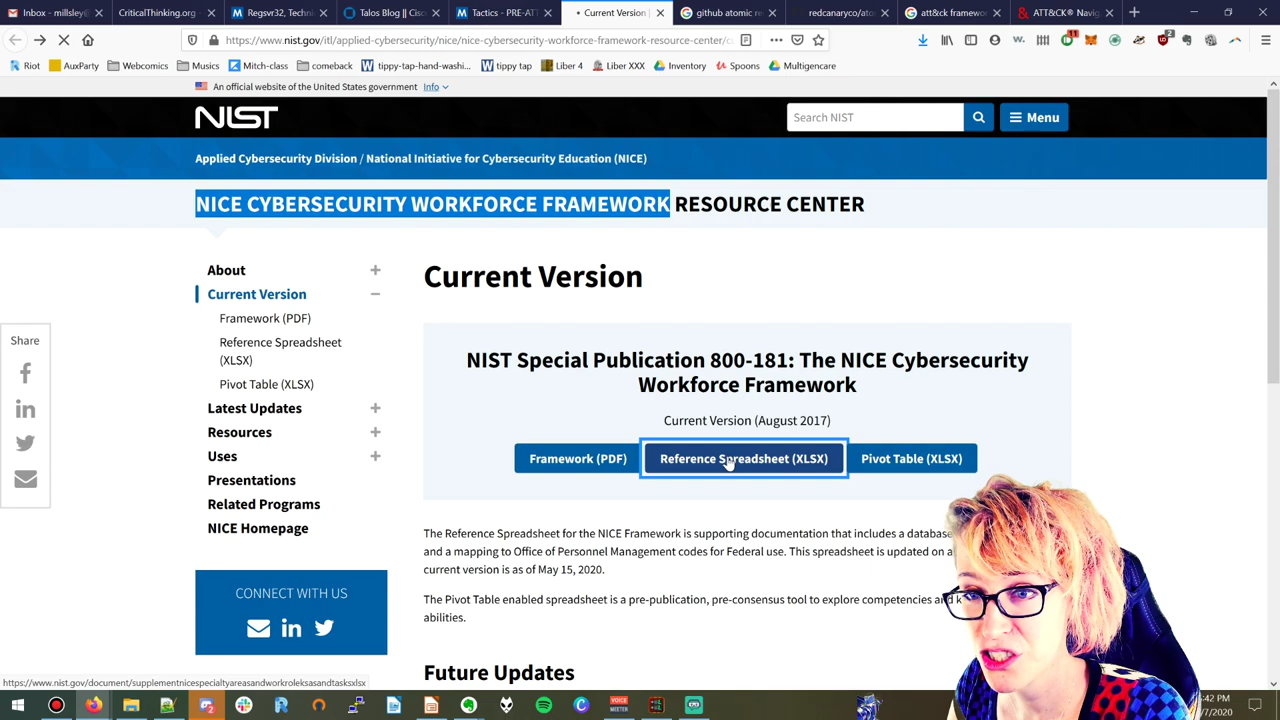 Inbox - millsley@
CriticalThinking.org
Regsvr32, Techni
Talos Blog || Cisc
Tactics - PRE-ATT
Current Version |
github atomic re
redcanaryco/ato
att&ck framewo
ATT&CK® Navig
https://www.nist.gov/itl/applied-cybersecurity/nice/nice-cybersecurity-workforce-framework-resource-center/c
11
2
Riot
AuxParty
Webcomics
Musics
Mitch-class
comeback
tippy-tap-hand-washi...
tippy tap
Liber 4
Liber XXX
Inventory
Spoons
Multigencare
An official website of the United States government Info
NIST
Search NIST
Menu
Applied Cybersecurity Division / National Initiative for Cybersecurity Education (NICE)
NICE CYBERSECURITY WORKFORCE FRAMEWORK RESOURCE CENTER
About
Current Version
Framework (PDF)
Reference Spreadsheet
(XLSX)
Pivot Table (XLSX)
Latest Updates
Resources
Uses
Presentations
Related Programs
NICE Homepage
Share
CONNECT WITH US
Current Version
NIST Special Publication 800-181: The NICE Cybersecurity
Workforce Framework
Current Version (August 2017)
Framework (PDF)
Reference Spreadsheet (XLSX)
Pivot Table (XLSX)
The Reference Spreadsheet for the NICE Framework is supporting documentation that includes a database
and a mapping to Office of Personnel Management codes for Federal use. This spreadsheet is updated on a
current version is as of May 15, 2020.
The Pivot Table enabled spreadsheet is a pre-publication, pre-consensus tool to explore competencies and k
abilities.
Future Updates
https://www.nist.gov/document/supplementnicespecialtyareasandworkroleksasandtasksxlsx
VOICE
MEETER
:42 PM
/7/2020